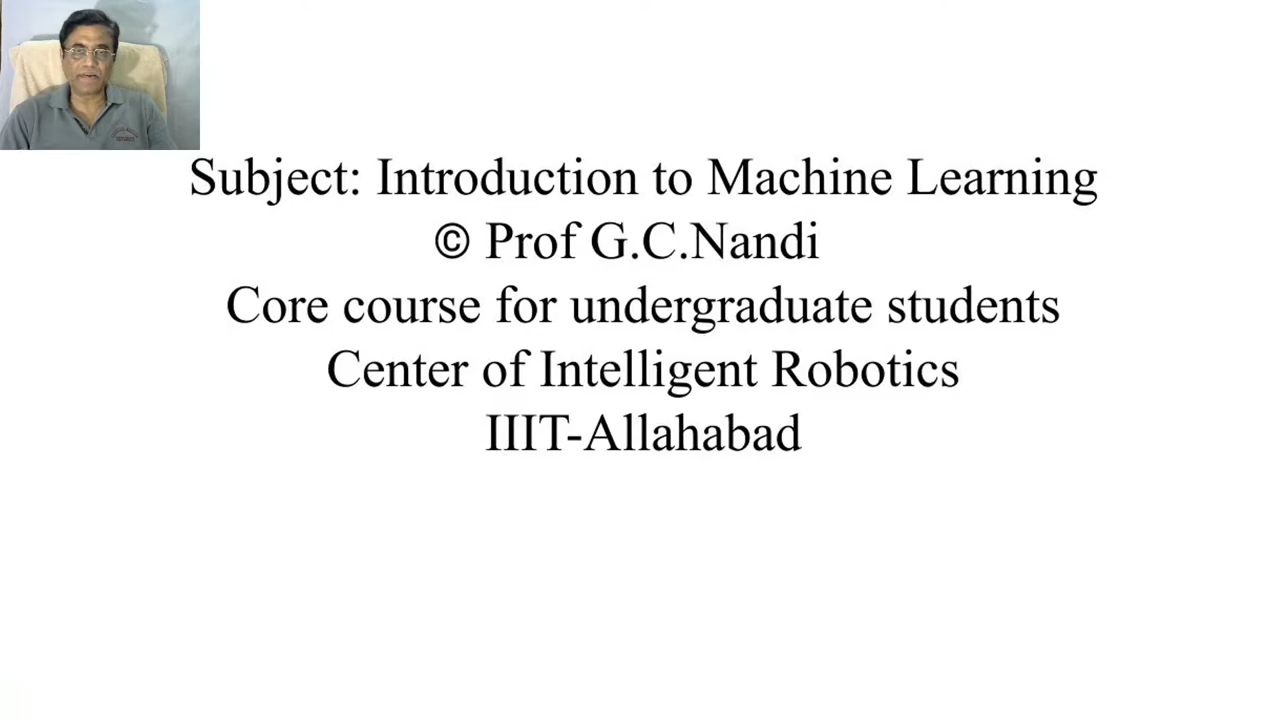 Subject: Introduction to Machine Learning
© Prof G.C.Nandi
Core course for undergraduate students
Center of Intelligent Robotics
IIIT-Allahabad